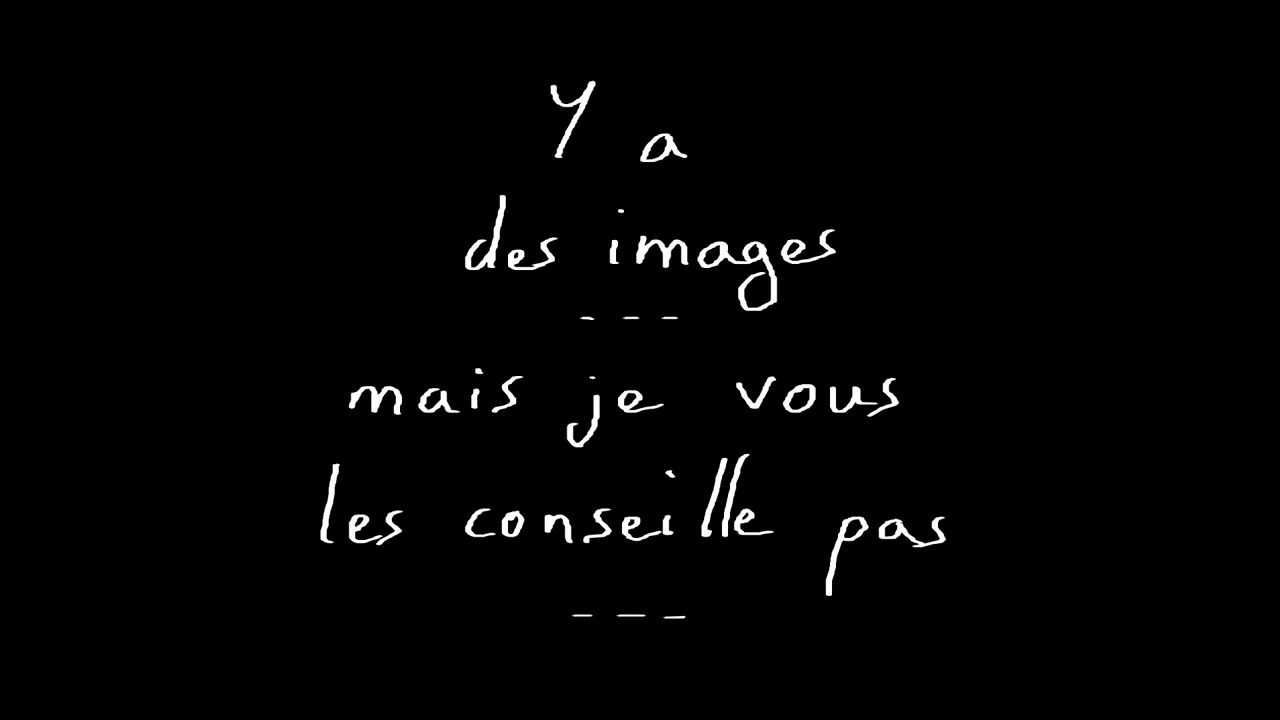 Y a
des images
---
mais je vous
les conseille pas
---